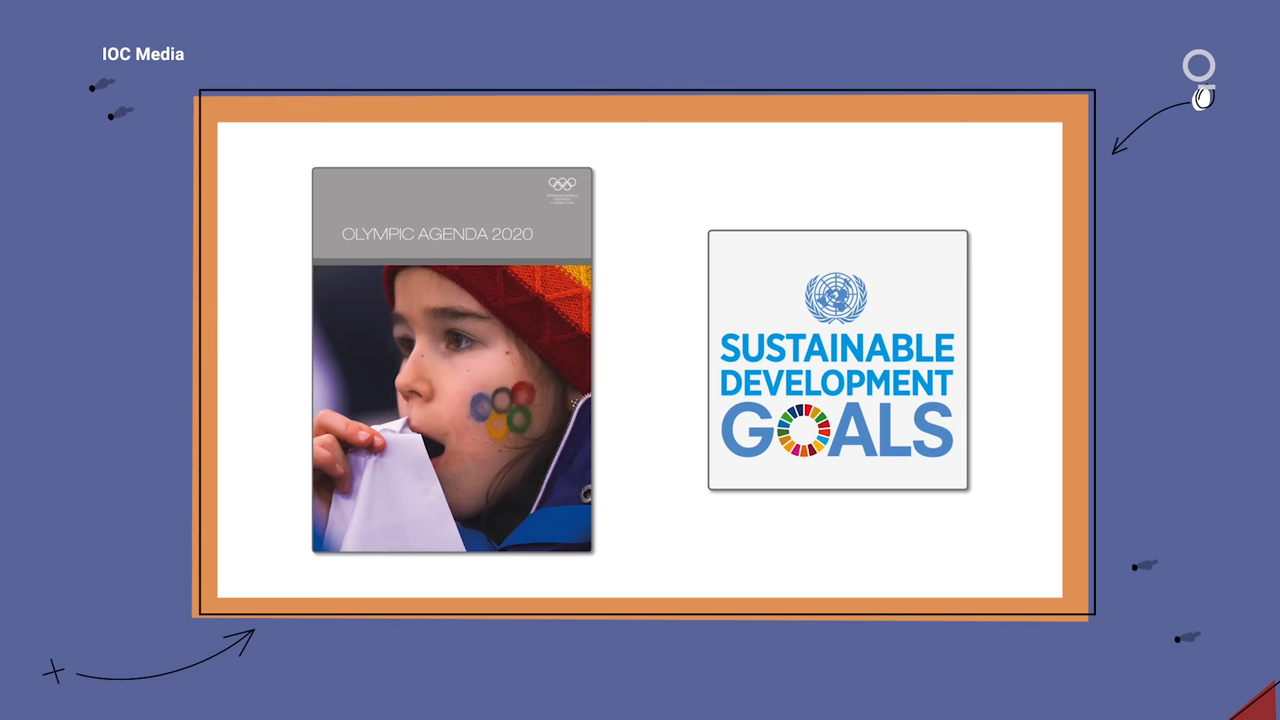 IOC Media
OLYMPIC AGENDA 2020
SUSTAINABLE
DEVELOPMENT
GOALS